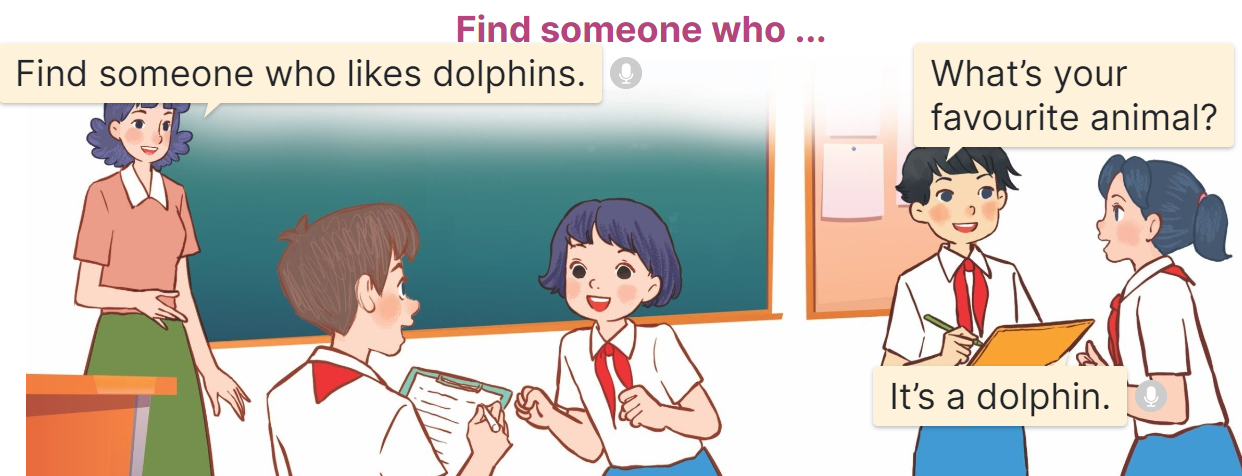 Find someone who ...
Find someone who likes dolphins.
What’s your
favourite animal?
It’s a dolphin.